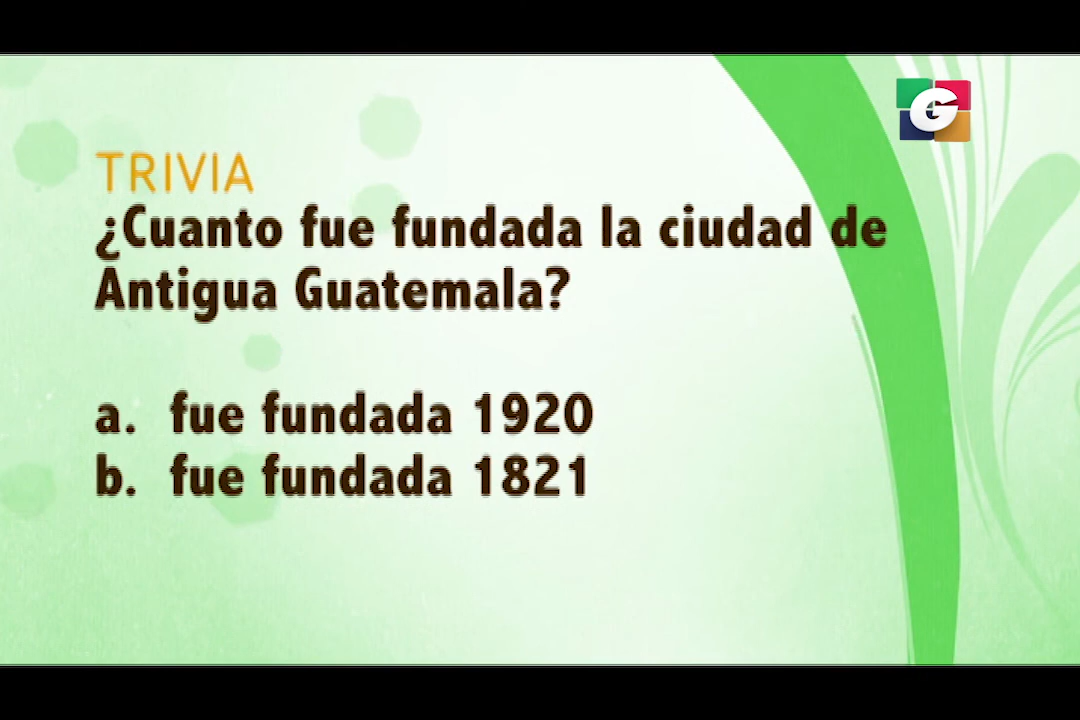 G
TRIVIA
¿Cuanto fue fundada la ciudad de
Antigua Guatemala?
a. fue fundada 1920
b. fue fundada 1821